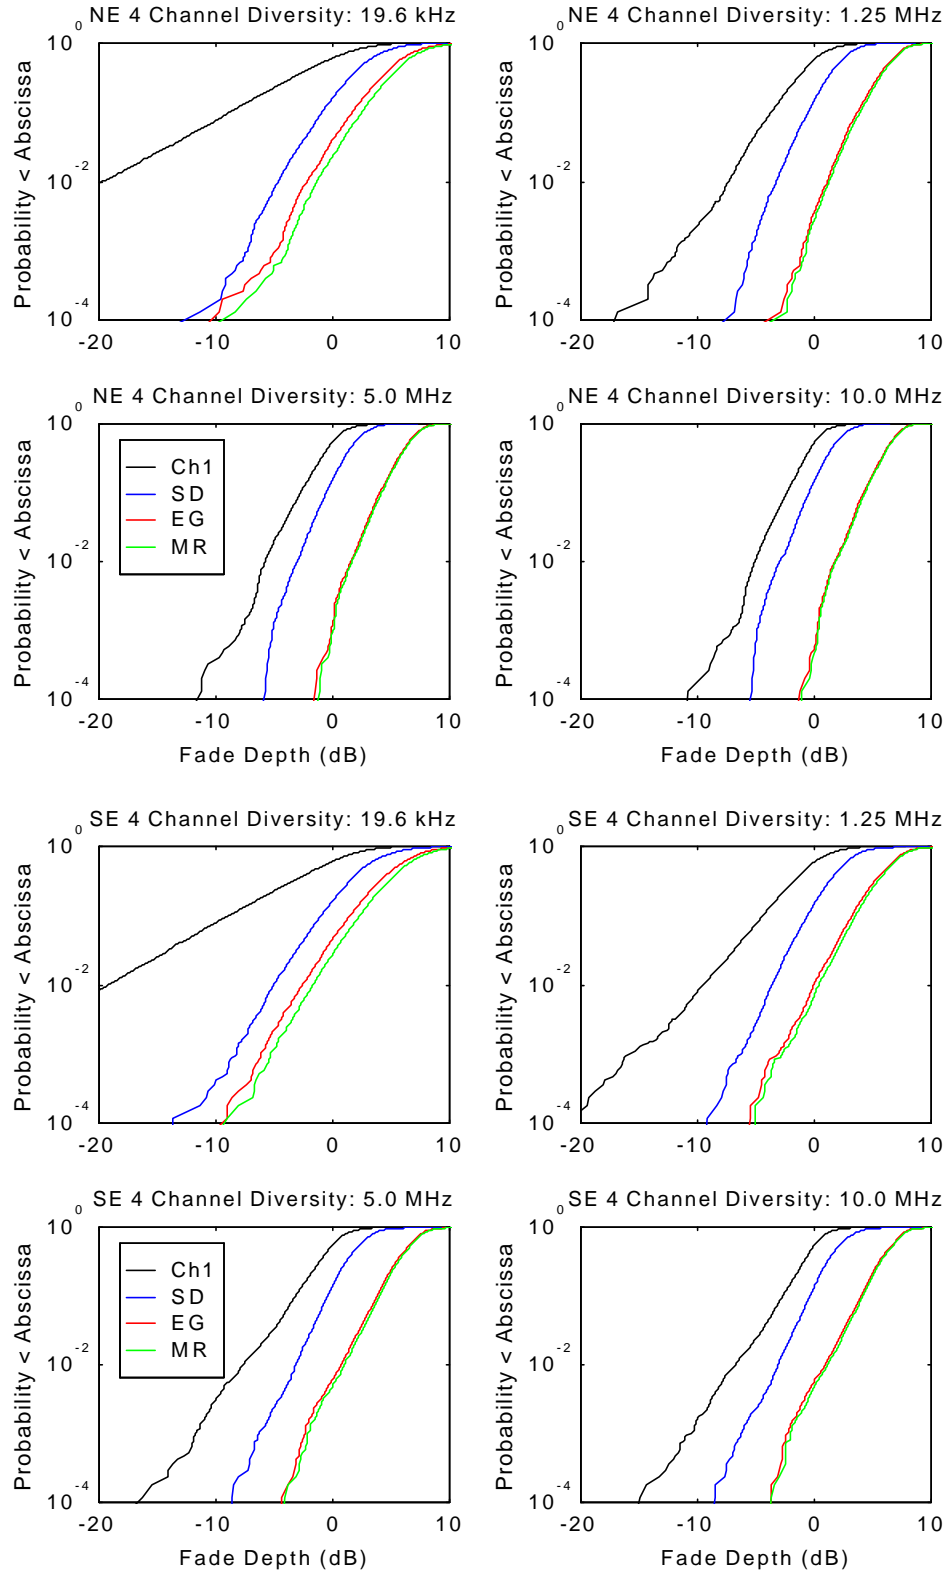 NE 4 Channel Diversity: 19.6 kHz
NE 4 Channel Diversity: 1.25 MHz
Probability < Abscissa
10 0
10 -2
10 -4
-20 -10 0 10
Probability < Abscissa
10 0
10 -2
10 -4
-20 -10 0 10
NE 4 Channel Diversity: 5.0 MHz
NE 4 Channel Diversity: 10.0 MHz
Probability < Abscissa
10 0
10 -2
10 -4
Ch1
SD
EG
MR
-20 -10 0 10
Fade Depth (dB)
Probability < Abscissa
10 0
10 -2
10 -4
-20 -10 0 10
Fade Depth (dB)
SE 4 Channel Diversity: 19.6 kHz
SE 4 Channel Diversity: 1.25 MHz
Probability < Abscissa
10 0
10 -2
10 -4
-20 -10 0 10
Probability < Abscissa
10 0
10 -2
10 -4
-20 -10 0 10
SE 4 Channel Diversity: 5.0 MHz
SE 4 Channel Diversity: 10.0 MHz
Probability < Abscissa
10 0
10 -2
10 -4
Ch1
SD
EG
MR
-20 -10 0 10
Fade Depth (dB)
Probability < Abscissa
10 0
10 -2
10 -4
-20 -10 0 10
Fade Depth (dB)